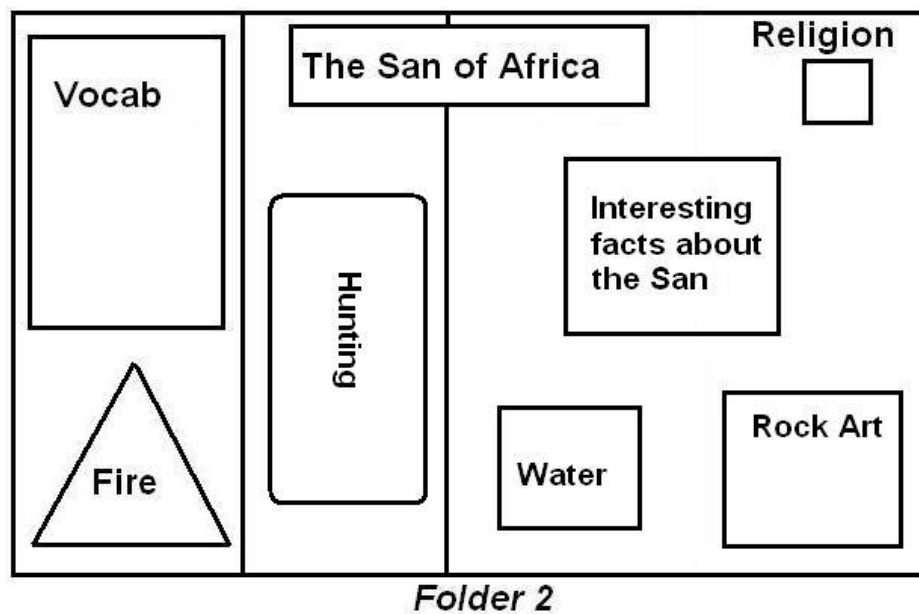 Vocab
The San of Africa
Religion
Interesting
facts about
the San
Hunting
Fire
Water
Rock Art
Folder 2